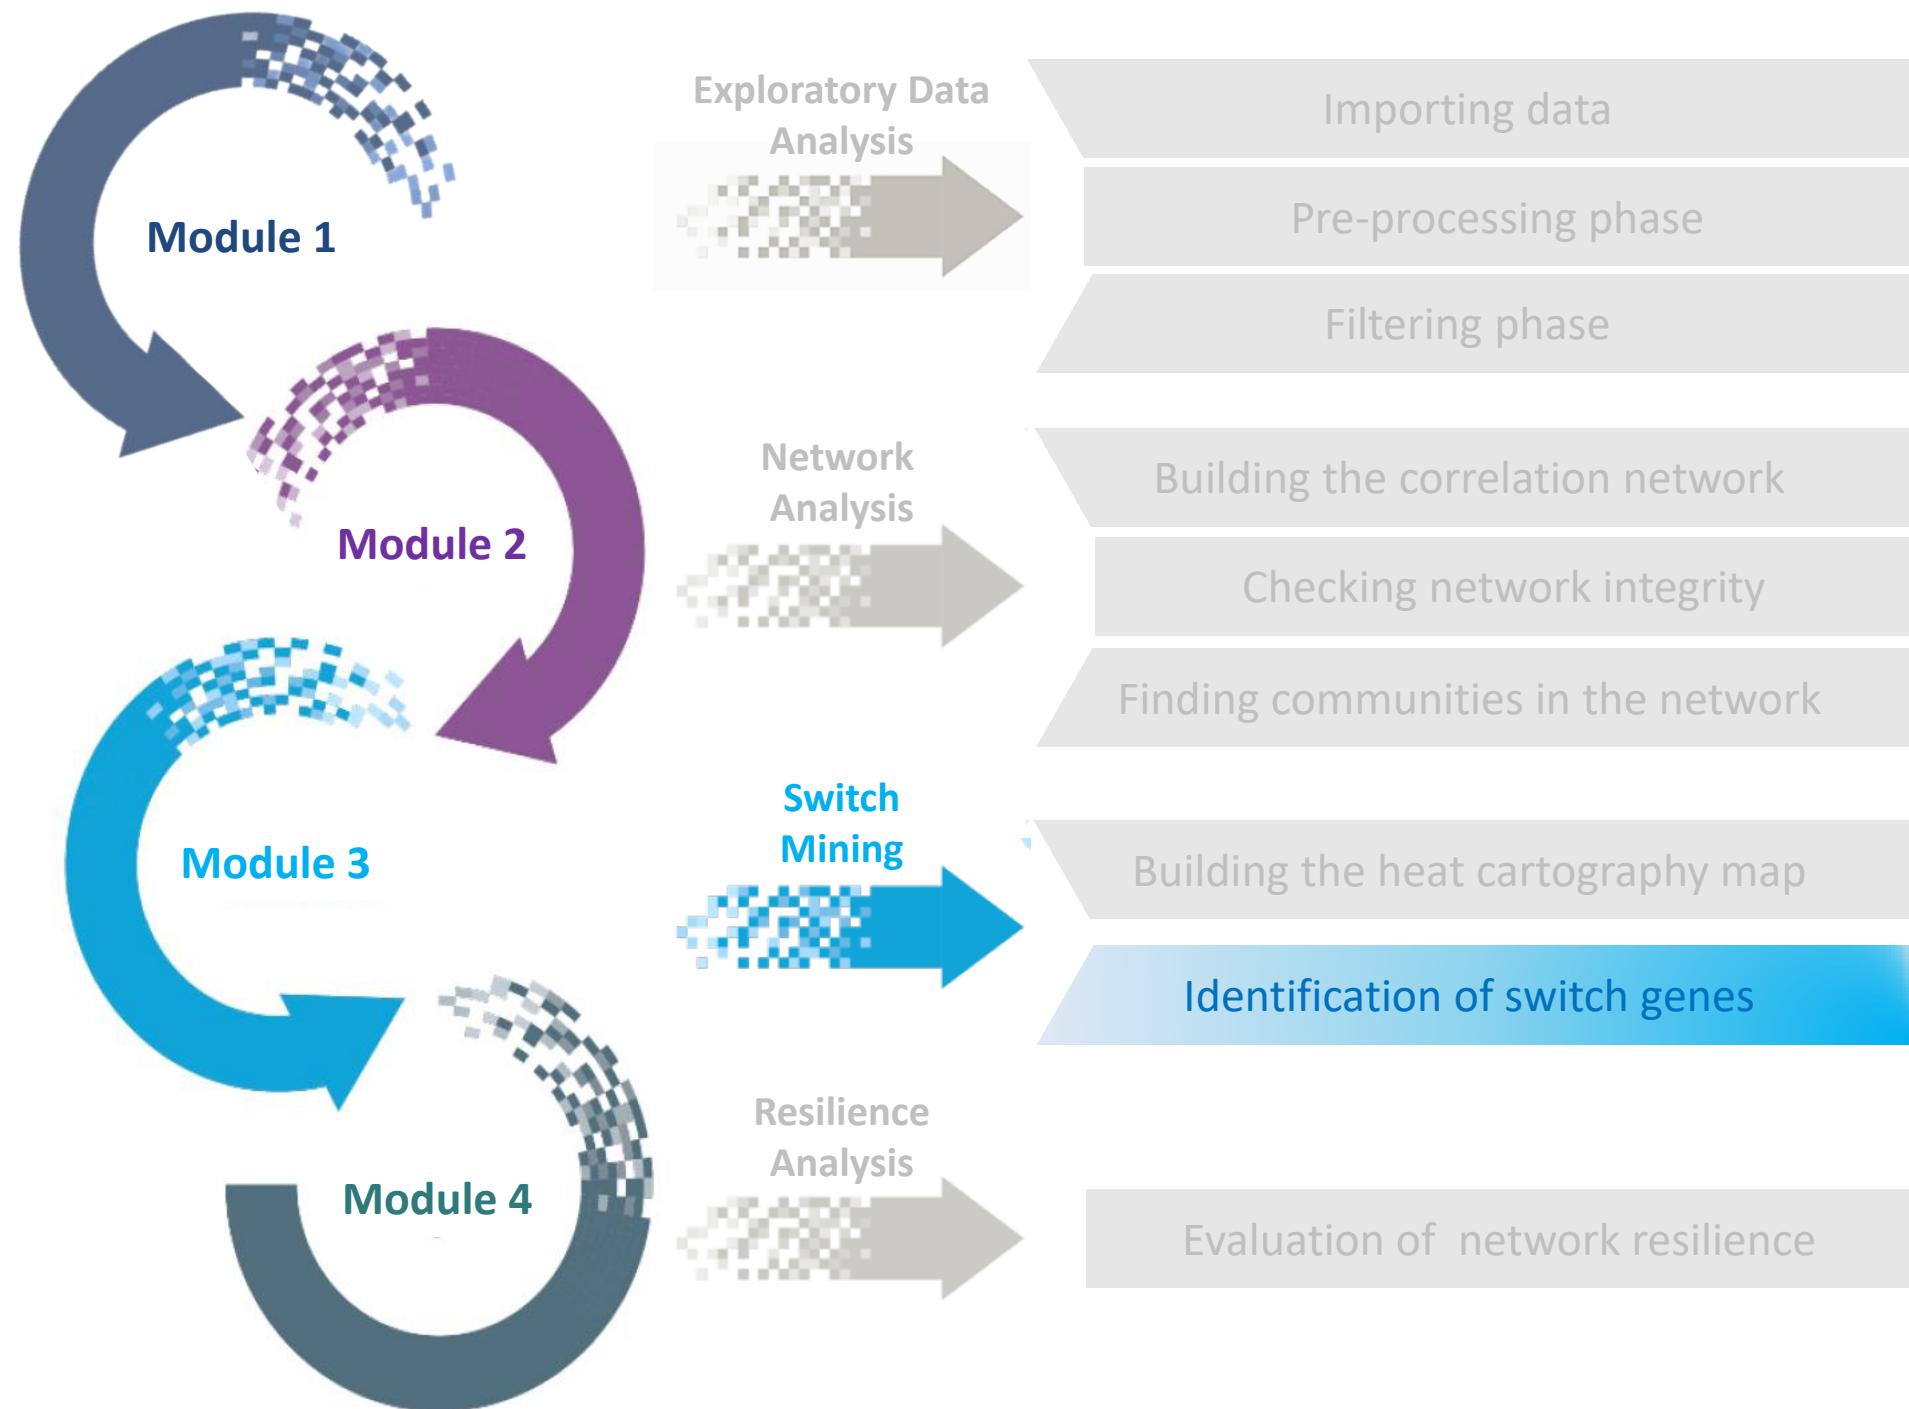 Module 1
Exploratory Data
Analysis
Importing data
Pre-processing phase
Filtering phase
Module 2
Network
Analysis
Building the correlation network
Checking network integrity
Finding communities in the network
Module 3
Switch
Mining
Building the heat cartography map
Identification of switch genes
Module 4
Resilience
Analysis
Evaluation of  network resilience